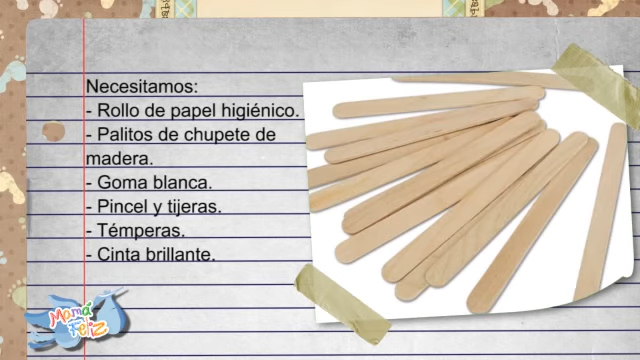 Necesitamos:
- Rollo de papel higiénico.
- Palitos de chupete de
madera.
- Goma blanca.
- Pincel y tijeras.
- Témperas.
- Cinta brillante.
Mamá
Feliz